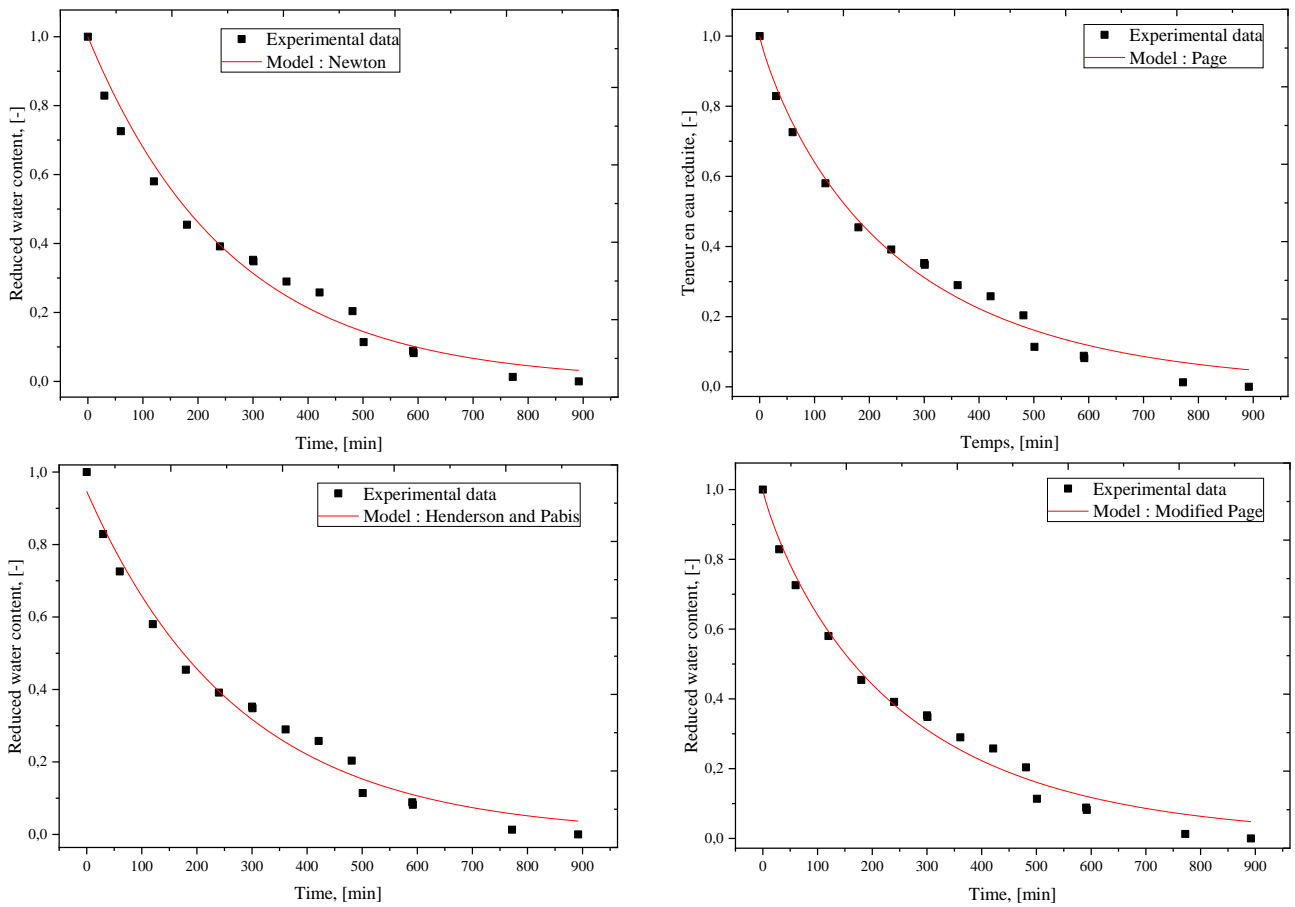 Experimental data
Model : Newton
Reduced water content, [-]
1,0
0,8
0,6
0,4
0,2
0,0
0 100 200 300 400 500 600 700 800 900
Time, [min]
Experimental data
Model : Page
Teneur en eau reduite, [-]
1,0
0,8
0,6
0,4
0,2
0,0
0 100 200 300 400 500 600 700 800 900
Temps, [min]
Experimental data
Model : Henderson and Pabis
Reduced water content, [-]
1,0
0,8
0,6
0,4
0,2
0,0
0 100 200 300 400 500 600 700 800 900
Time, [min]
Experimental data
Model : Modified Page
Reduced water content, [-]
1,0
0,8
0,6
0,4
0,2
0,0
0 100 200 300 400 500 600 700 800 900
Time, [min]